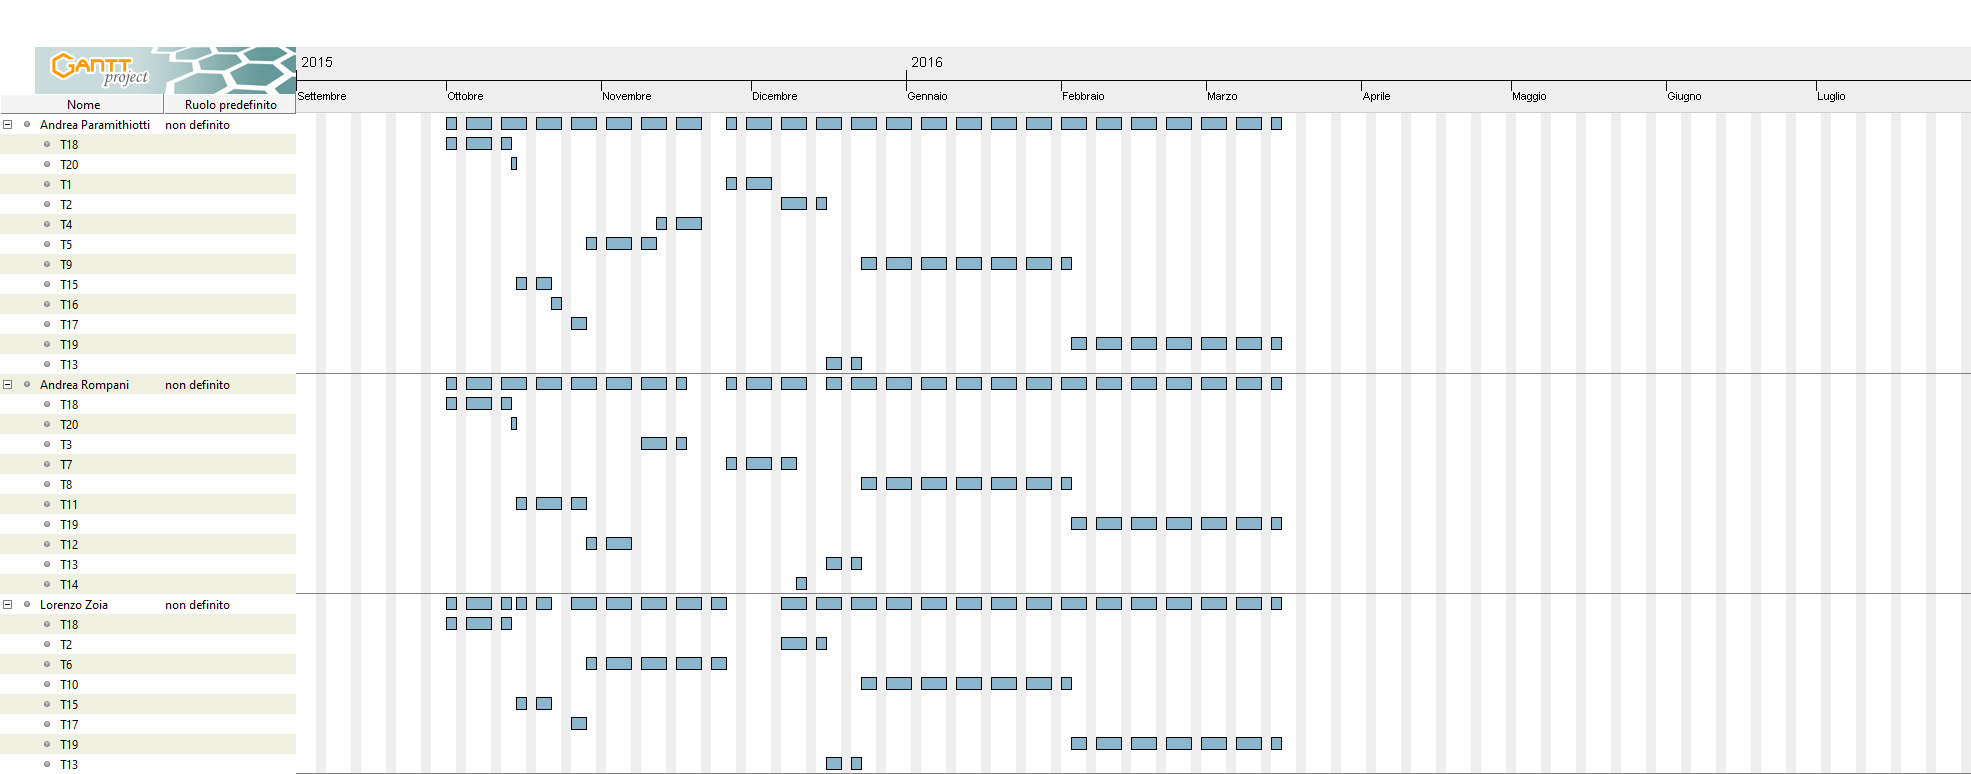 2015 2016
GANTT
project
Settembre Ottobre Novembre Dicembre Gennaio Febbraio Marzo Aprile Maggio Giugno Luglio
Nome Ruolo predefinito
Andrea Paramithiotti non definito
T18
T20
T1
T2
T4
T5
T9
T15
T16
T17
T19
T13
Andrea Rompani non definito
T18
T20
T3
T7
T8
T11
T19
T12
T13
T14
Lorenzo Zoia non definito
T18
T2
T6
T10
T15
T17
T19
T13